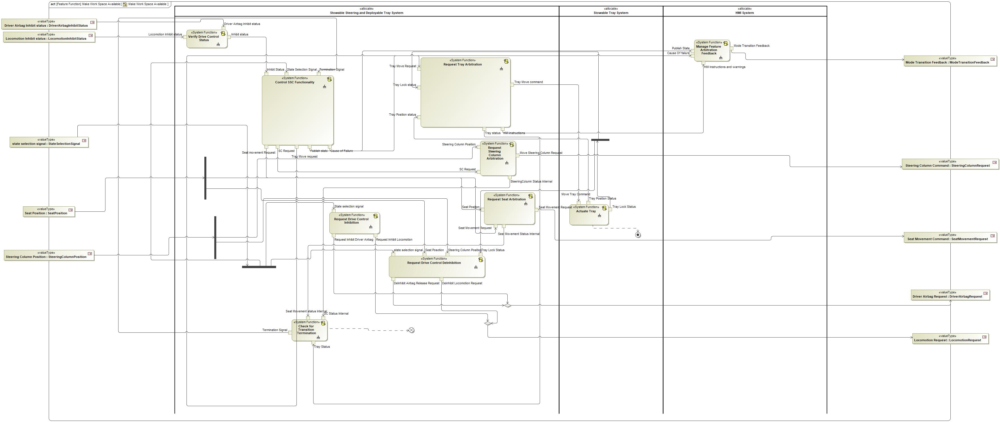 act [Feature Function] Make Work Space Available [ Make Work Space Available ]
«allocate»
Stowable Steering and Deployable Tray System
«allocate»
Stowable Tray System
«allocate»
HMI System
«valueType»
Driver Airbag Inhibit status : DriverAirbagInhibitStatus
«valueType»
Locomotion Inhibit status : LocomotionInhibitStatus
Driver Airbag Inhibit status
Locomotion Inhibit status
«System Function»
Verify Drive Control
Status
Inhibit status
«System Function»
Manage Feature
Arbitration
Feedback
Publish State
Cause Of failure
Mode Transition Feedback
HMI Instructions and warnings
«valueType»
Mode Transition Feedback : ModeTransitionFeedback
Inhibit Status
State Selection Signal
Termination Signal
«System Function»
Control SSC Functionality
Seat movement Request
SC Request
Tray Move request
Publish state
Cause of Failure
«System Function»
Request Tray Arbitration
Tray Move Request
Tray Lock status
Tray Position status
Tray Move command
Tray status
HMI instructions
«valueType»
state selection signal : StateSelectionSignal
«System Function»
Request
Steering
Column
Arbitration
Steering Column Position
SC Request
Move Steering Column Request
SteeringColumn Status Internal
«valueType»
Steering Column Command : SteeringColumnRequest
«System Function»
Request Seat Arbitration
Seat Position
Seat Movement Request
Seat Movement Request
Seat Movement Status Internal
Move Tray Command
Tray Position Status
«System Function»
Actuate Tray
Tray Lock Status
«valueType»
Seat Position : SeatPosition
State selection signal
«System Function»
Request Drive Control
Inhibition
Request Inhibit Driver Airbag
Request Inhibit Locomotion
«valueType»
Seat Movement Command : SeatMovementRequest
«valueType»
Steering Column Position : SteeringColumnPosition
state selection signal
Seat Posotion
Steering Column Position
Tray Lock Status
«System Function»
Request Drive Control DeInhibition
DeInhibit Airbag Release Request
Deinhibit Locomotion Request
«valueType»
Driver Airbag Request : DriverAirbagRequest
Seat Movement status Internal
SC Status Internal
«System Function»
Check for
Transition
Termination
Termination Signal
Tray Status
«valueType»
Locomotion Request : LocomotionRequest